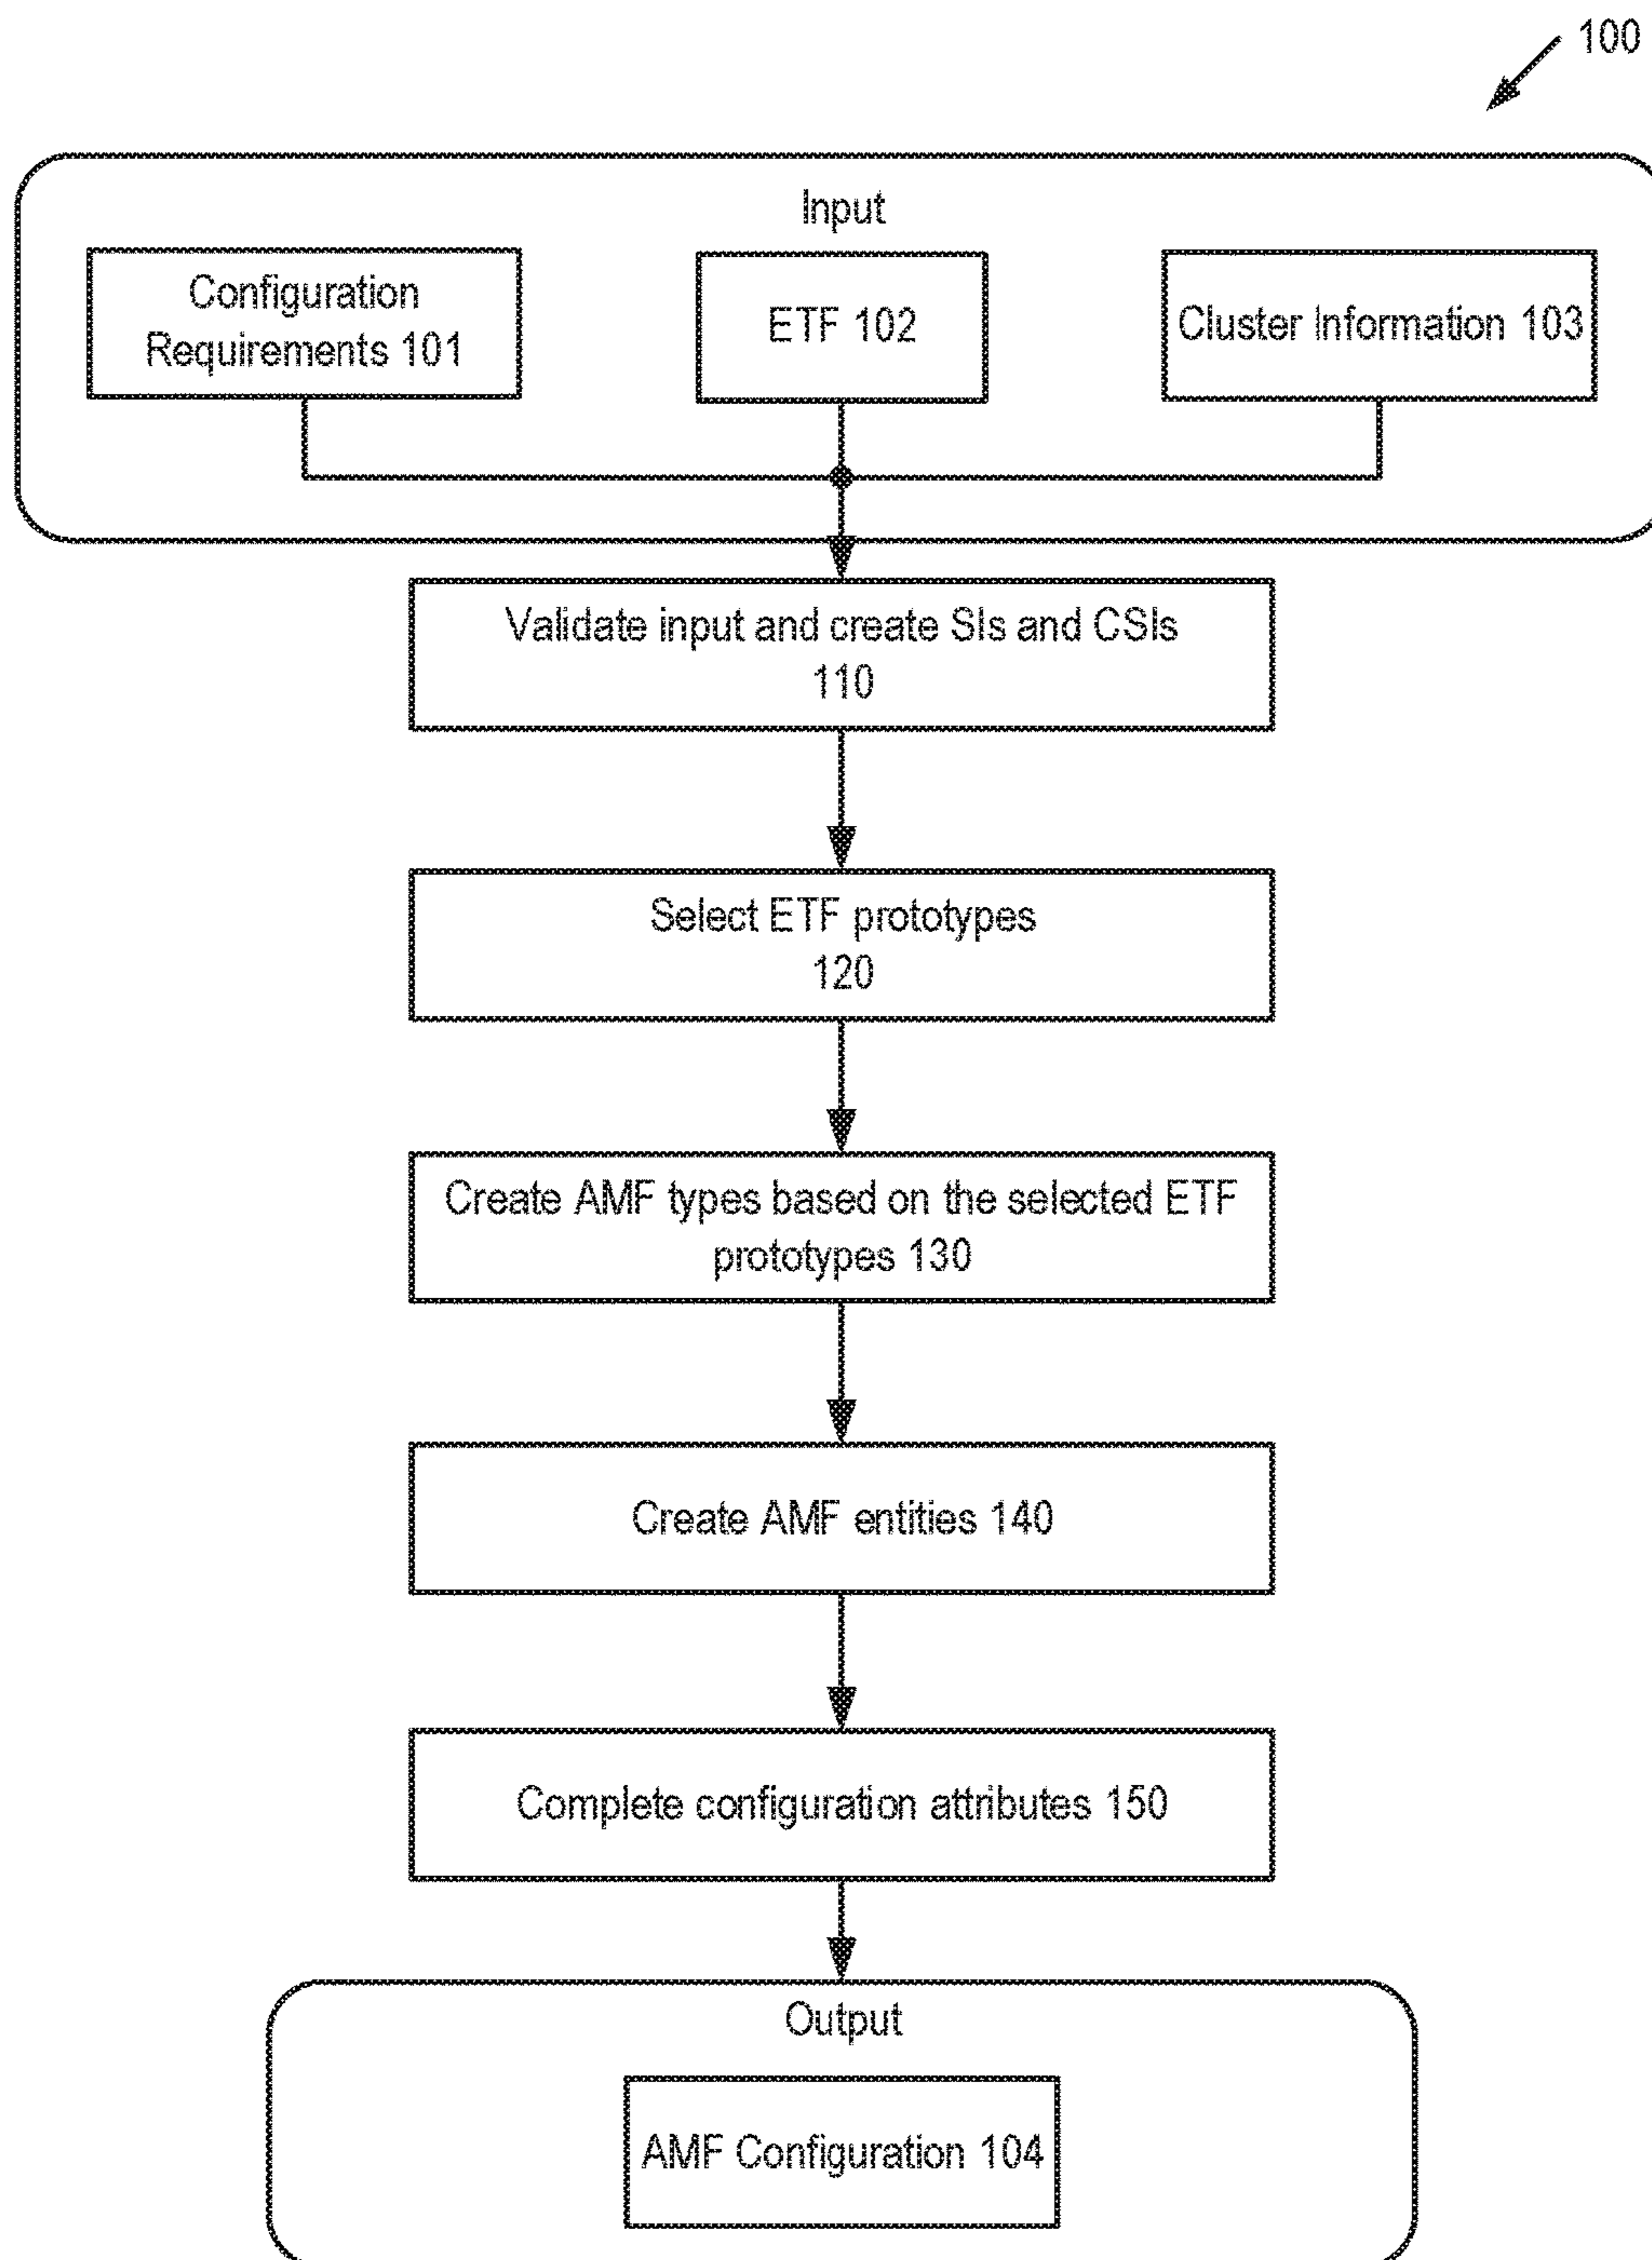 100
Input
Configuration
Requirements 101
ETF 102
Cluster Information 103
Validate input and create SIs and CSIs
110
Select ETF prototypes
120
Create AMF types based on the selected ETF
prototypes 130
Create AMF entities 140
Complete configuration attributes 150
Output
AMF Configuration 104